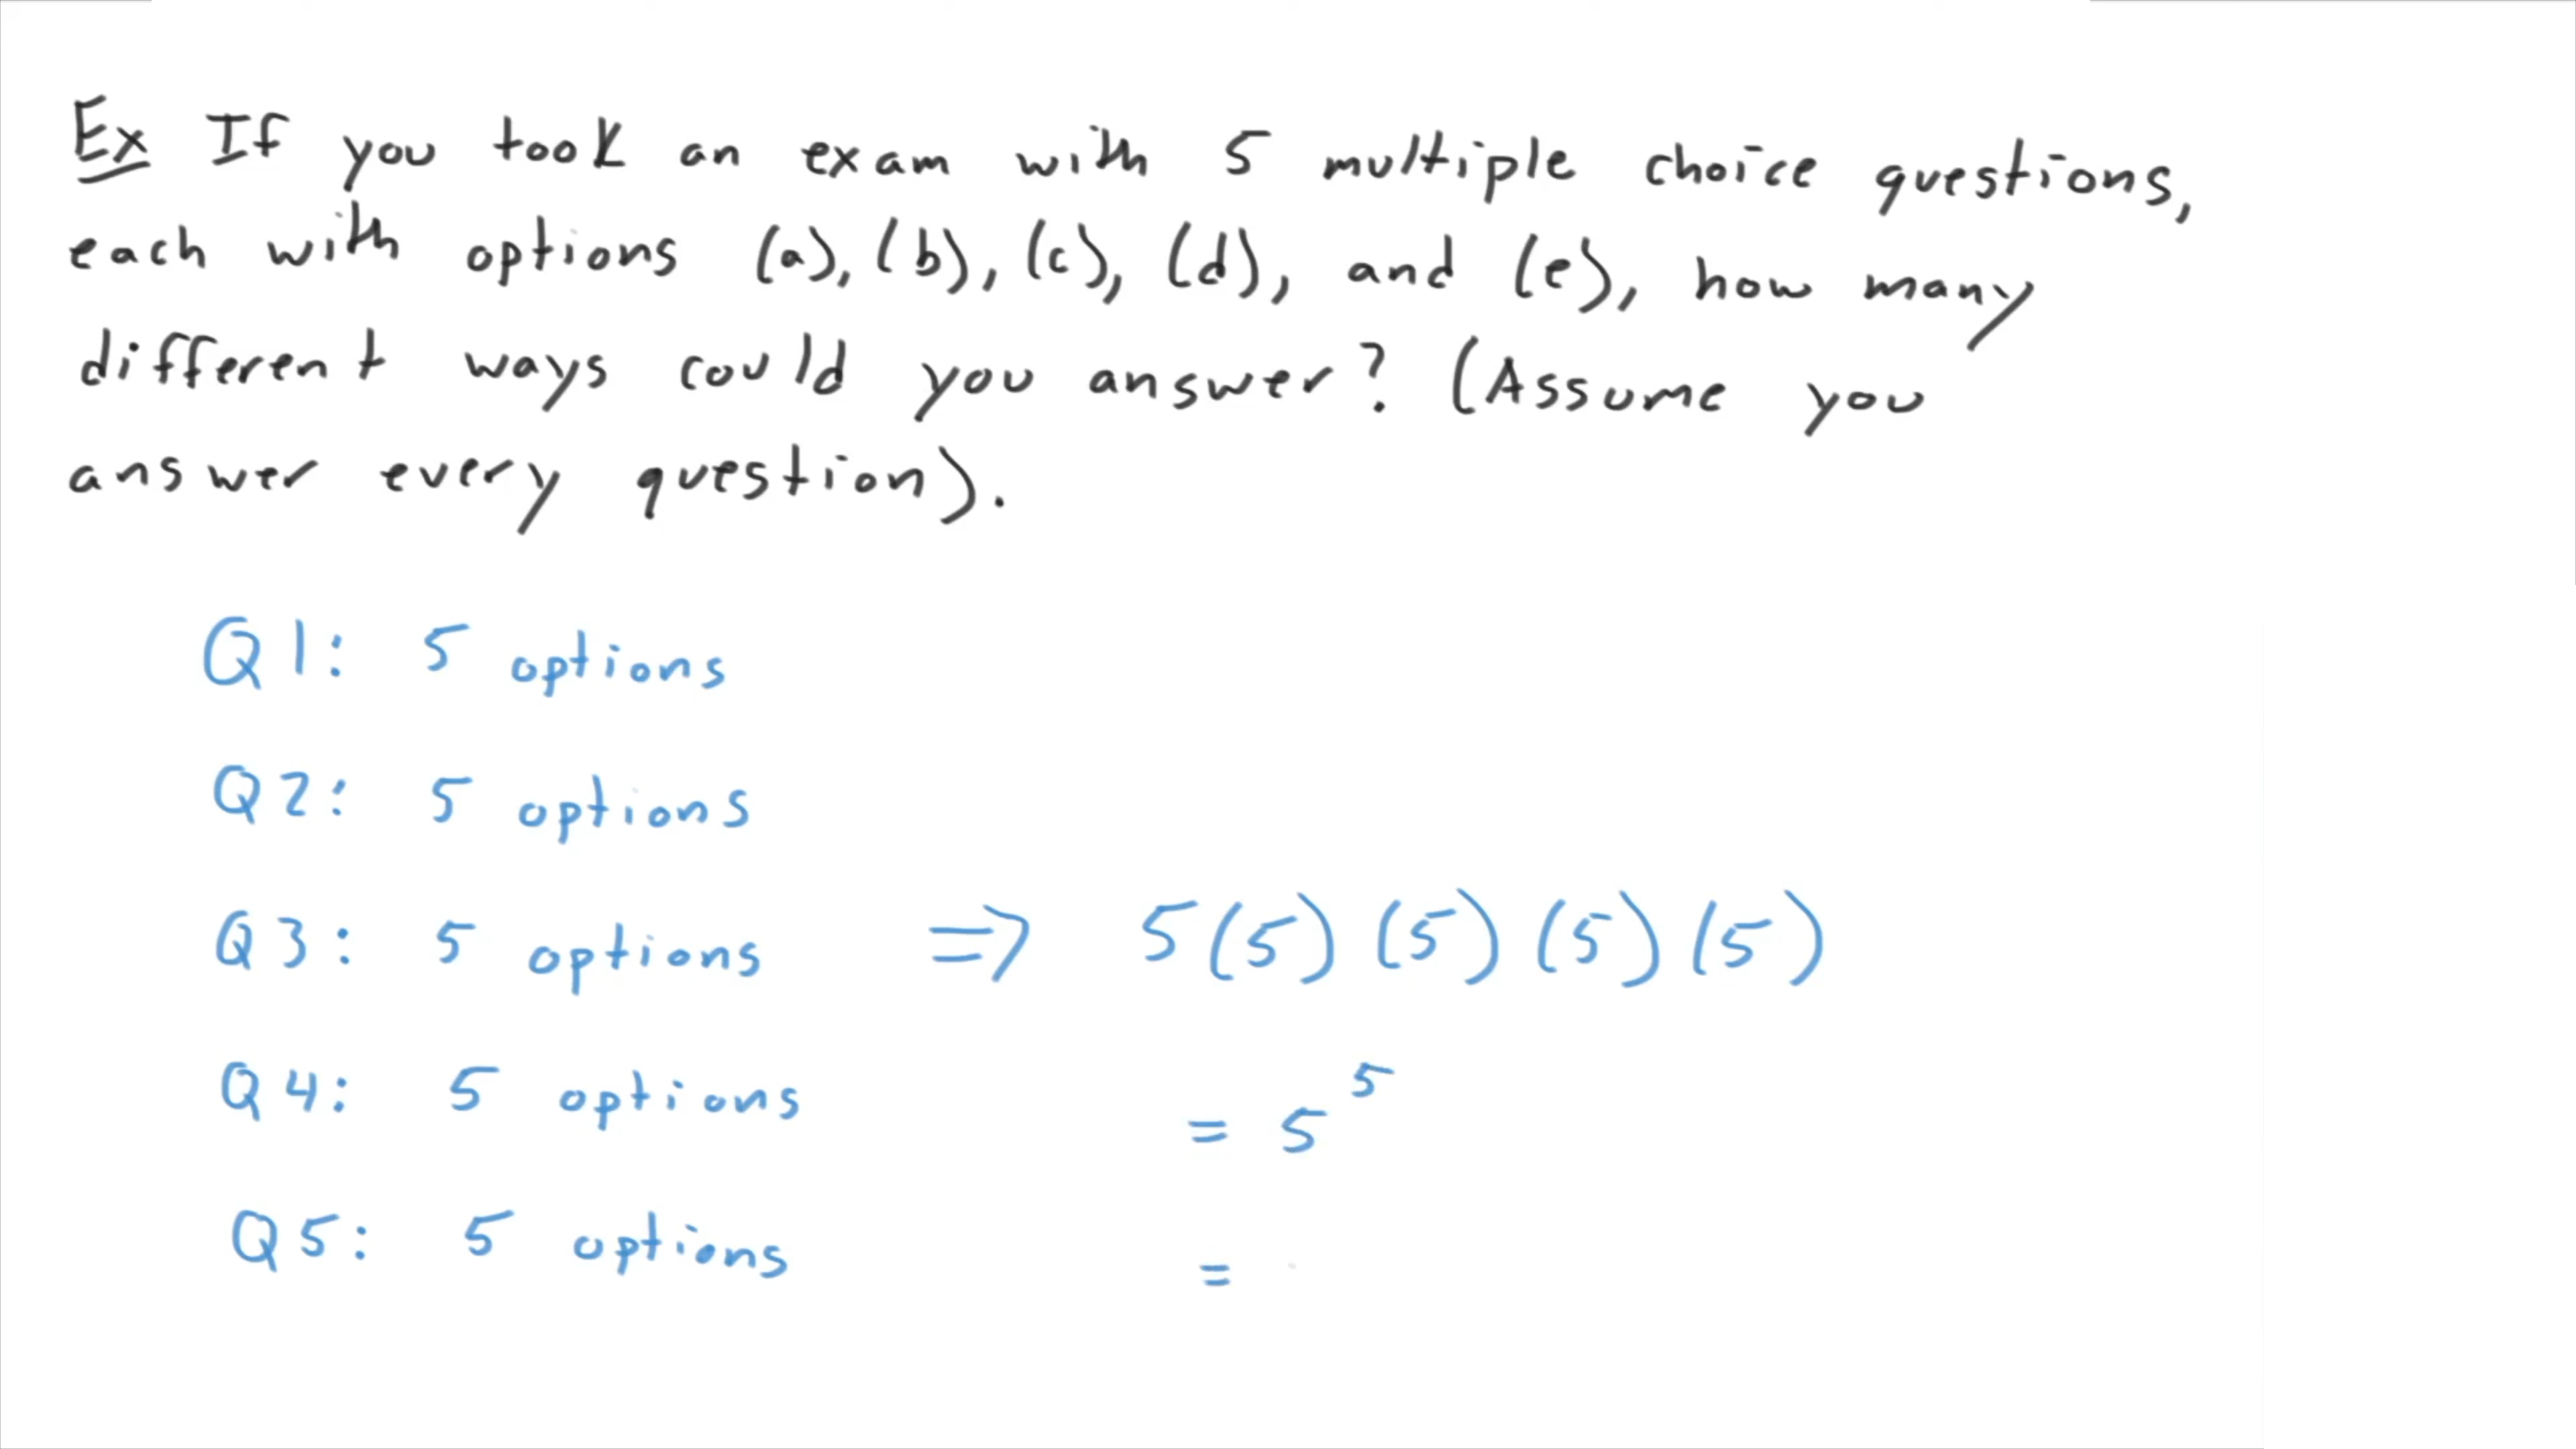 Ex If you took an exam with 5 multiple choice questions,
each with options (a), (b), (c), (d), and (e), how many
different ways could you answer? (Assume you
answer every question).
Q1: 5 options
Q2: 5 options
Q3: 5 options => 5(5)(5)(5)(5)
Q4: 5 options = 5^5
Q5: 5 options =